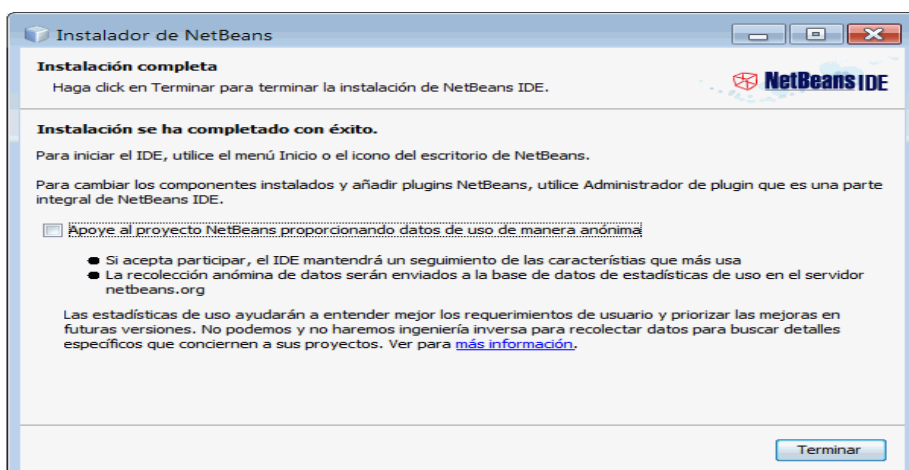 Instalador de NetBeans
Instalación completa
Haga click en Terminar para terminar la instalación de NetBeans IDE.
NetBeans IDE
Instalación se ha completado con éxito.
Para iniciar el IDE, utilice el menú Inicio o el icono del escritorio de NetBeans.
Para cambiar los componentes instalados y añadir plugins NetBeans, utilice Administrador de plugin que es una parte
integral de NetBeans IDE.
Apoye al proyecto NetBeans proporcionando datos de uso de manera anónima
● Si acepta participar, el IDE mantendrá un seguimiento de las característias que más usa
● La recolección anómina de datos serán enviados a la base de datos de estadísticas de uso en el servidor
netbeans.org
Las estadísticas de uso ayudarán a entender mejor los requerimientos de usuario y priorizar las mejoras en
futuras versiones. No podemos y no haremos ingeniería inversa para recolectar datos para buscar detalles
específicos que conciernen a sus proyectos. Ver para más información.
Terminar